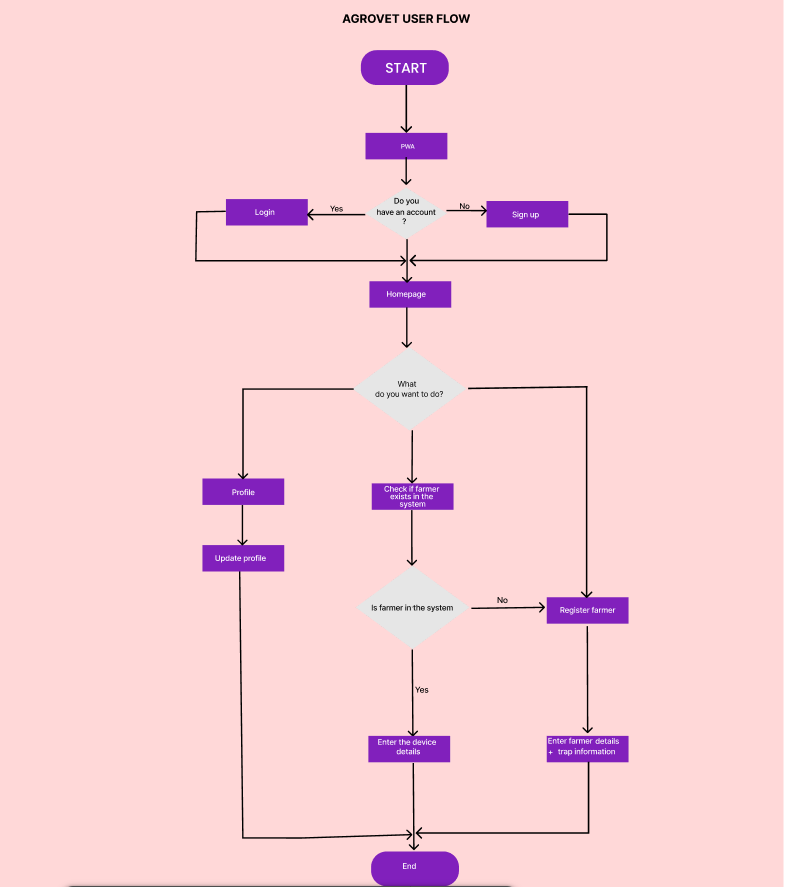 AGROVET USER FLOW
START
PWA
Do you
have an account
?
Yes
No
Login
Sign up
Homepage
What
do you want to do?
Profile
Check if farmer
exists in the
system
Update profile
Is farmer in the system
No
Register farmer
Yes
Enter the device
details
Enter farmer details
+ trap information
End